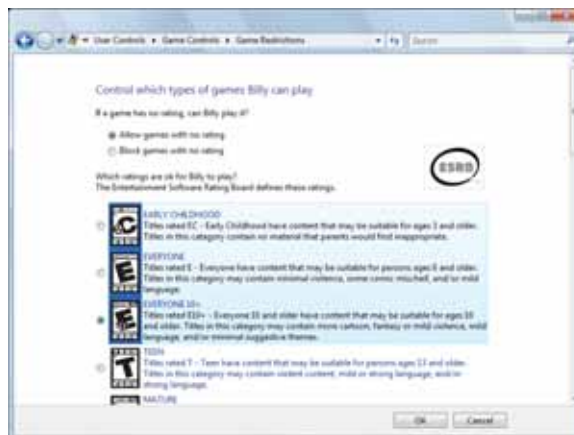 User Controls ▸ Game Controls ▸ Game Restrictions
Search
Control which types of games Billy can play
If a game has no rating, can Billy play it?
Allow games with no rating
Block games with no rating
ESRB
Which ratings are ok for Billy to play?
The Entertainment Software Rating Board defines these ratings.
EARLY CHILDHOOD
Titles rated EC - Early Childhood have content that may be suitable for ages 3 and older.
Titles in this category contain no material that parents would find inappropriate.
EVERYONE
Titles rated E - Everyone have content that may be suitable for persons ages 6 and older.
Titles in this category may contain minimal violence, some comic mischief, and/or mild
language.
EVERYONE 10+
Titles rated E10+ - Everyone 10 and older have content that may be suitable for ages 10
and older. Titles in this category may contain more cartoon, fantasy or mild violence, mild
language, and/or minimal suggestive themes.
TEEN
Titles rated T - Teen have content that may be suitable for persons ages 13 and older.
Titles in this category may contain violent content, mild or strong language, and/or
strong language.
MATURE
OK
Cancel